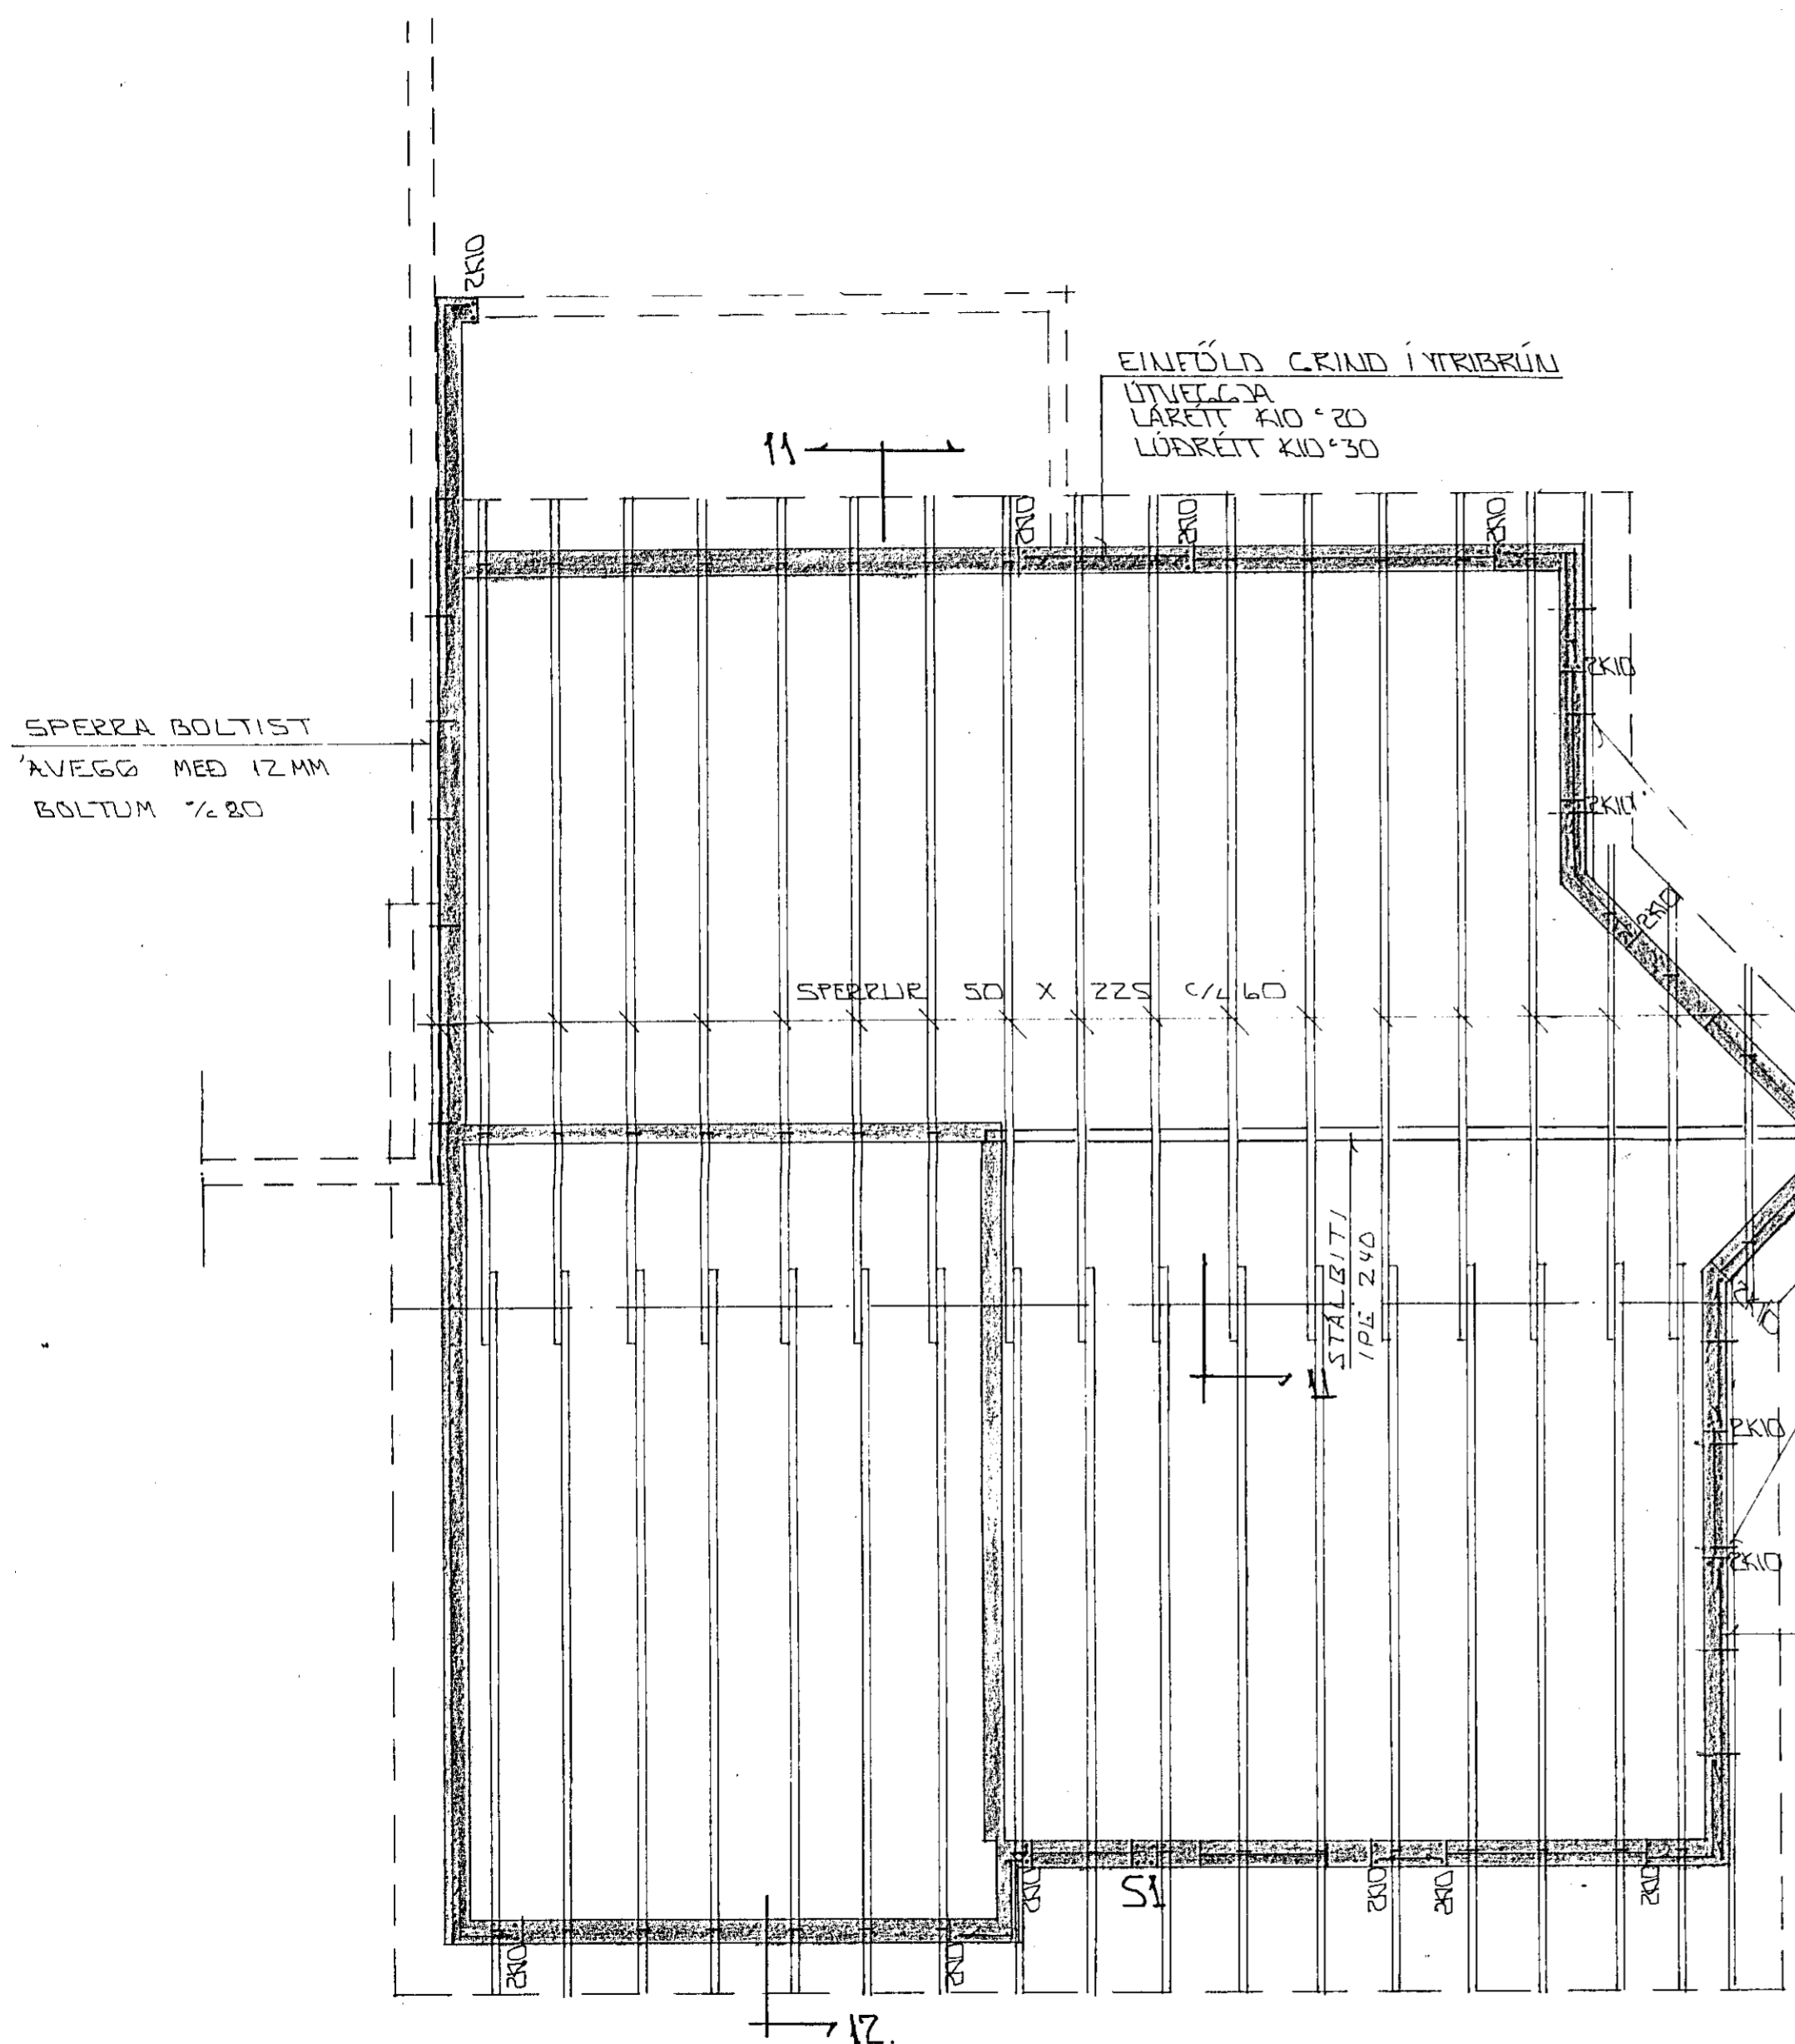 2K10
EINFÖLD GRIND Í YTRIBRÚN
ÚTVEGGJA
LÁRÉTT K10 c 20
LÓÐRÉTT K10 c 30
11
2K10
2K10
2K10
2K10
SPERRA BOLTIST
Á VEGG MEÐ 12 MM
BOLTUM c/c 80
2K10
2K10
SPERRUR 50 X 225 C/C 60
STÁLBITI
IPE 240
2K10
11
2K10
2K10
2K10
S1
2K10
2K10
2K10
2K10
2K10
12.